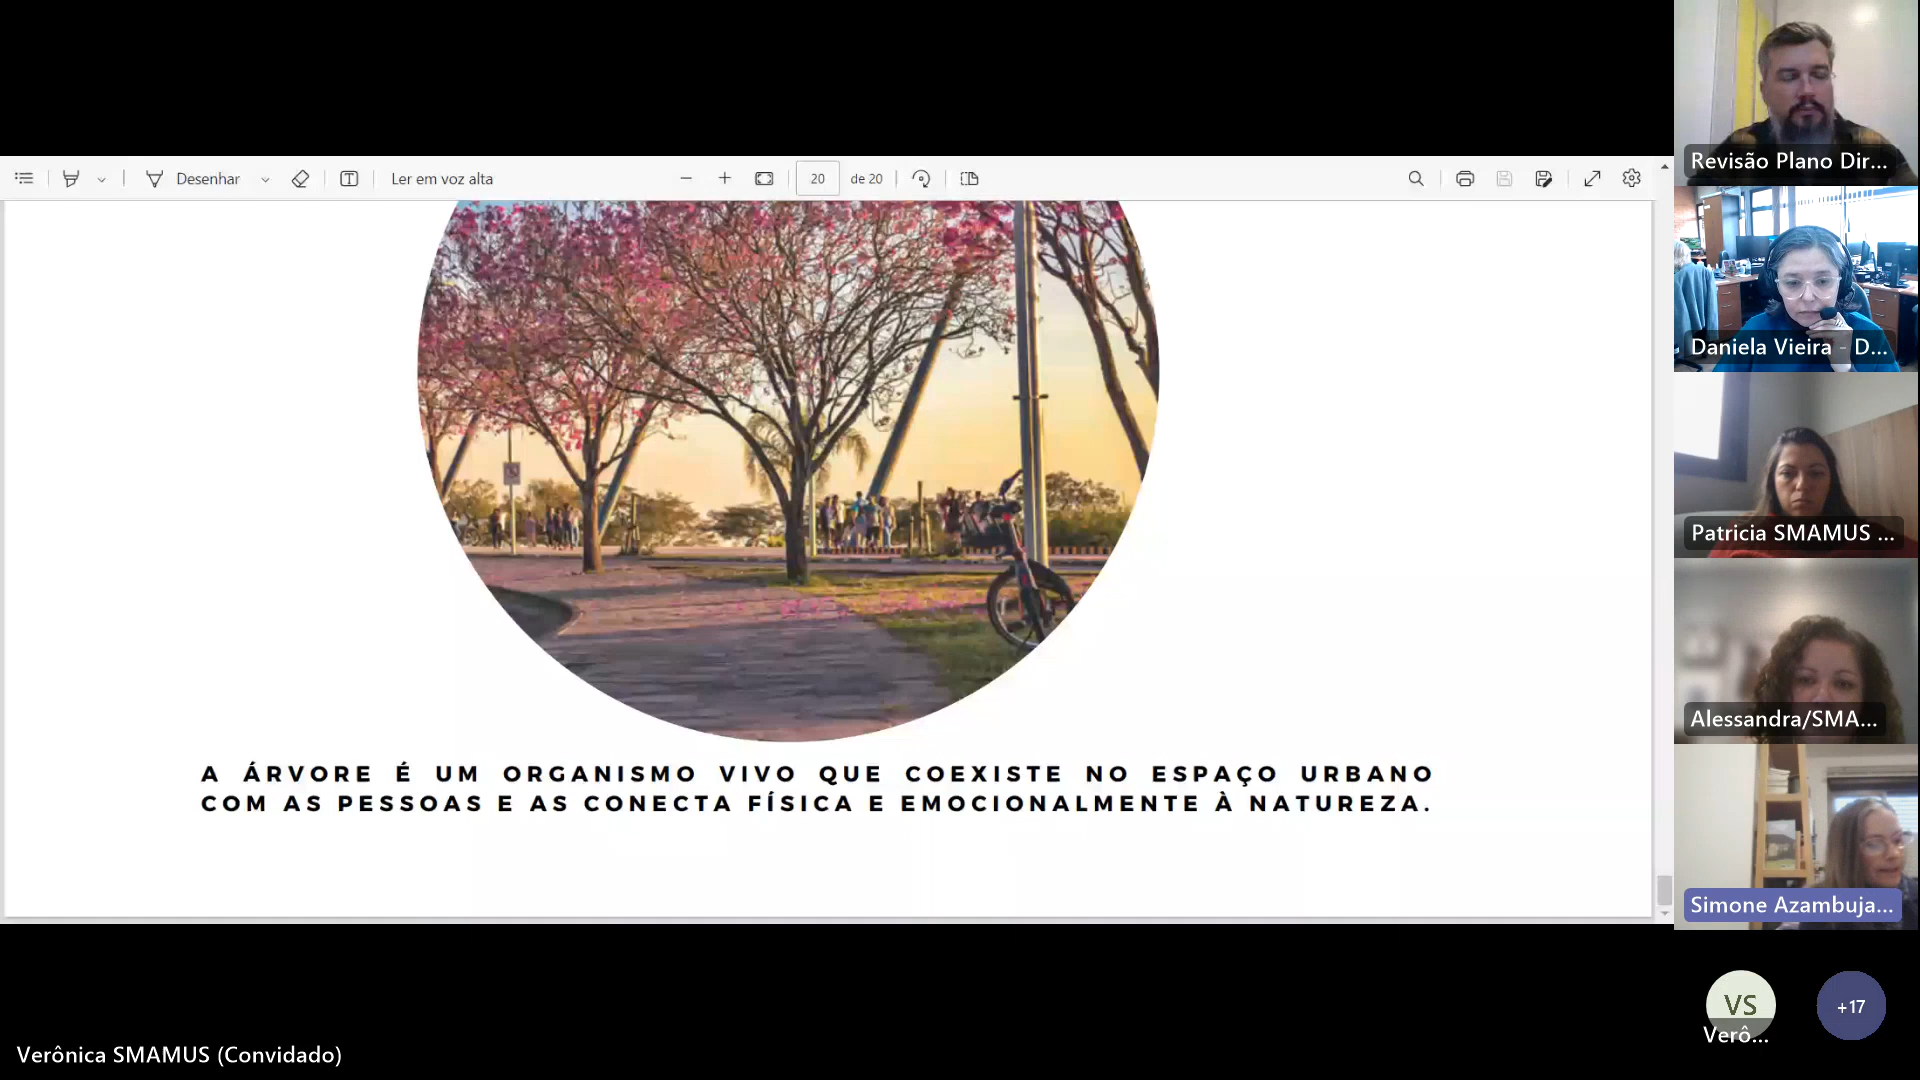 Desenhar
Ler em voz alta
20
de 20
A ÁRVORE É UM ORGANISMO VIVO QUE COEXISTE NO ESPAÇO URBANO
COM AS PESSOAS E AS CONECTA FÍSICA E EMOCIONALMENTE À NATUREZA.
Revisão Plano Dir...
Daniela Vieira - D...
Patricia SMAMUS ...
Alessandra/SMA...
Simone Azambuja...
VS
Verô...
+17
Verônica SMAMUS (Convidado)